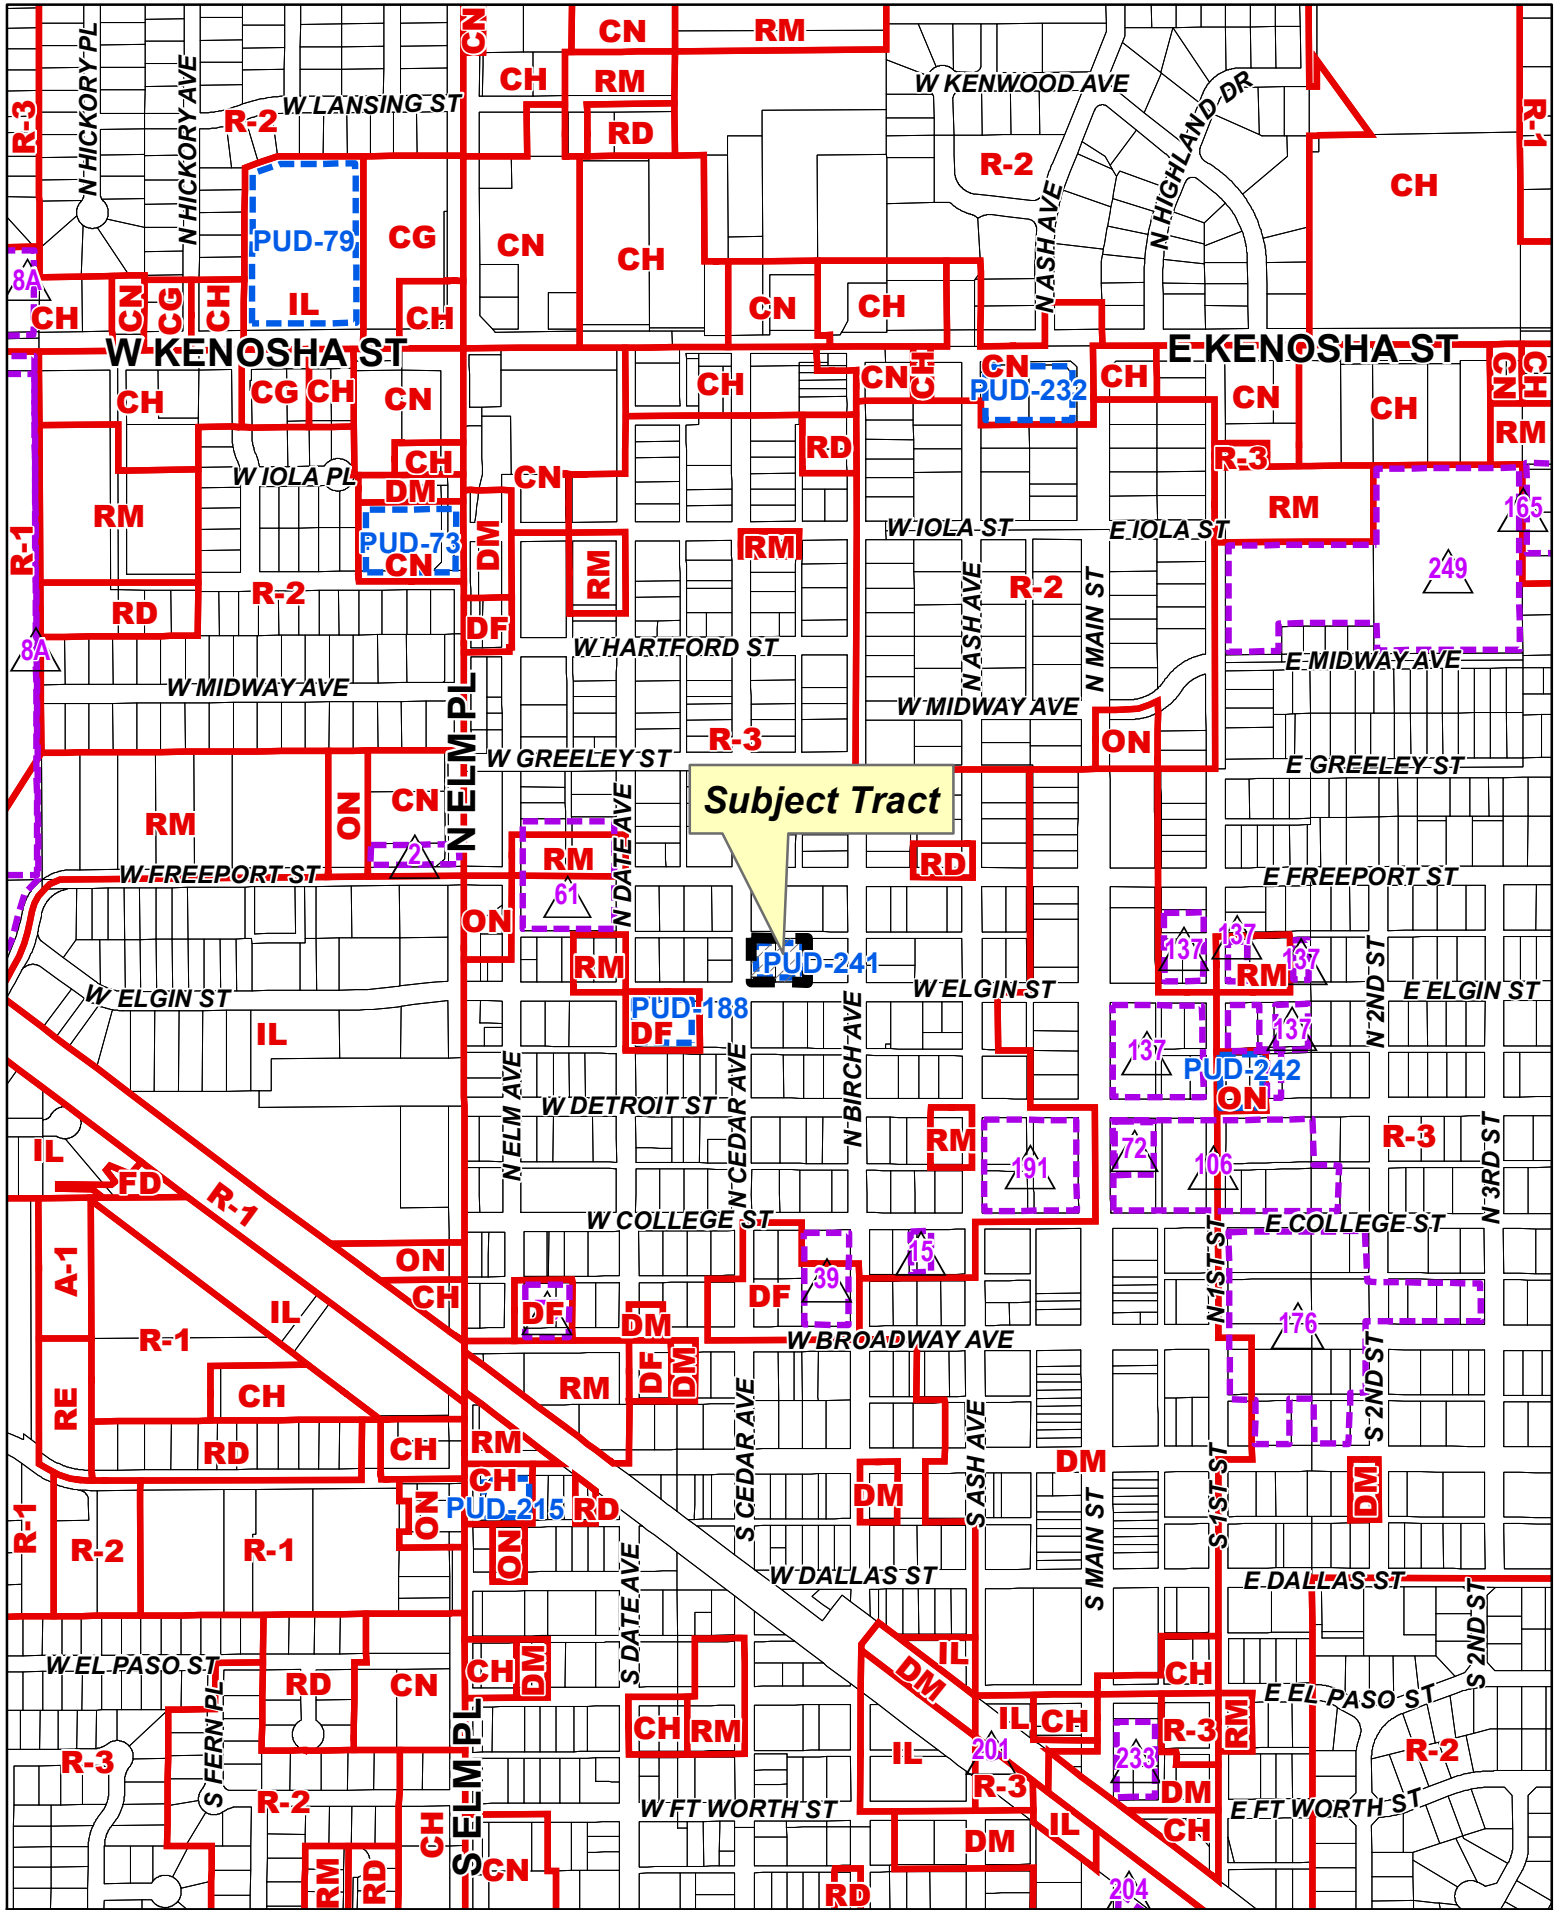 CN
CN
RM
CH
RM
W KENWOOD AVE
N HICKORY PL
N HICKORY AVE
R-3
W LANSING ST
R-2
RD
N HIGHLAND DR
R-1
R-2
CH
N ASH AVE
PUD-79
CG
CN
CH
8A
IL
CH
CN
CG
CH
CH
CN
CH
W KENOSHA ST
E KENOSHA ST
CH
CG
CH
CN
CH
CN
CH
CN
PUD-232
CH
CN
CH
CN
CH
RM
CH
W IOLA PL
DM
CN
RD
R-3
RM
RM
PUD-73
CN
DM
RM
RM
W IOLA ST
E IOLA ST
165
249
R-1
R-2
RD
DF
N ASH AVE
R-2
N MAIN ST
W HARTFORD ST
8A
W MIDWAY AVE
E MIDWAY AVE
W MIDWAY AVE
N ELM PL
R-3
ON
W GREELEY ST
E GREELEY ST
Subject Tract
RM
ON
CN
2
N DATE AVE
RM
61
RD
W FREEPORT ST
E FREEPORT ST
ON
RM
PUD-241
137
137
137
RM
N 2ND ST
W ELGIN ST
W ELGIN ST
E ELGIN ST
PUD-188
DF
IL
137
137
PUD-242
ON
N ELM AVE
N CEDAR AVE
N BIRCH AVE
W DETROIT ST
RM
191
72
106
R-3
N 3RD ST
IL
FD
R-1
W COLLEGE ST
E COLLEGE ST
N 1ST ST
A-1
ON
CH
IL
15
39
DF
DF
DM
176
R-1
W BROADWAY AVE
RE
CH
RM
DF
DM
S 2ND ST
RD
CH
RM
S CEDAR AVE
S ASH AVE
DM
CH
PUD-215
RD
DM
DM
S MAIN ST
S 1ST ST
R-1
R-2
R-1
ON
ON
S DATE AVE
W DALLAS ST
E DALLAS ST
W EL PASO ST
RD
CN
CH
DM
IL
DM
CH
S 2ND ST
E EL PASO ST
S FERN PL
CH
RM
IL
CH
R-3
RM
R-3
IL
201
R-3
233
DM
R-2
R-2
S ELM PL
CH
W FT WORTH ST
E FT WORTH ST
IL
CH
DM
RM
RD
CN
RD
204